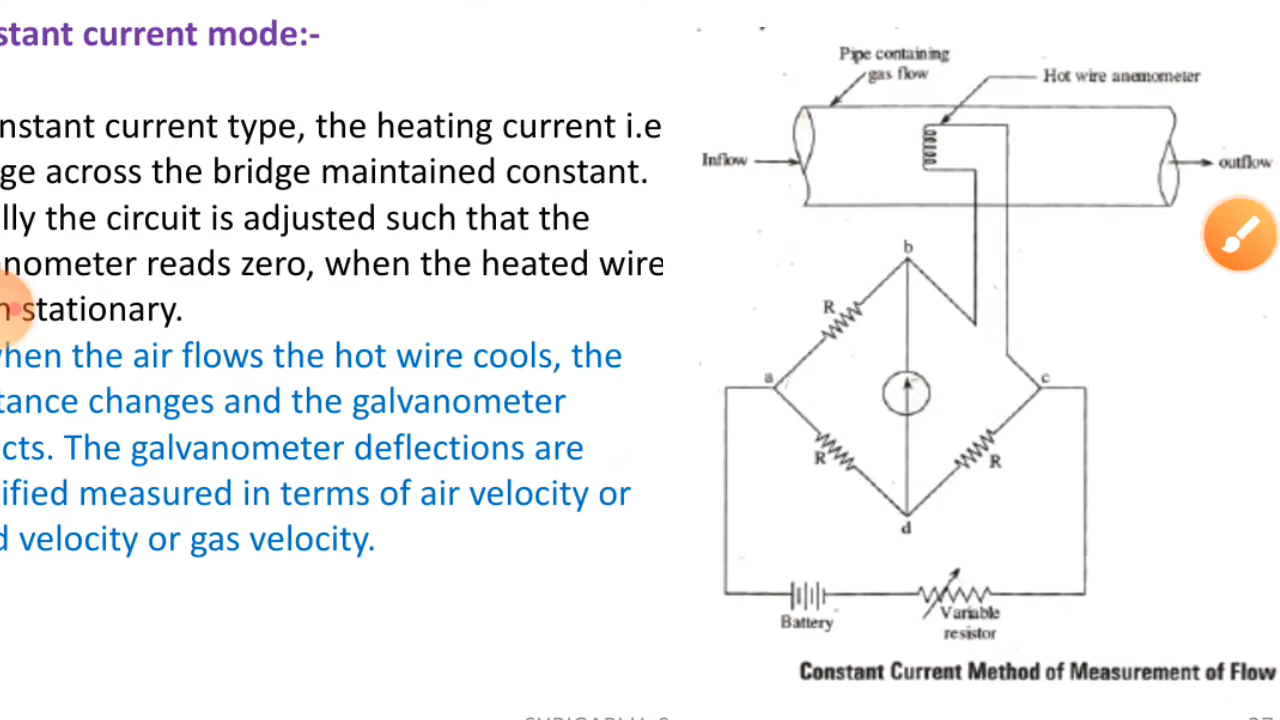 stant current mode:-
nstant current type, the heating current i.e
ge across the bridge maintained constant.
lly the circuit is adjusted such that the
nometer reads zero, when the heated wire
n stationary.
when the air flows the hot wire cools, the
tance changes and the galvanometer
cts. The galvanometer deflections are
ified measured in terms of air velocity or
d velocity or gas velocity.
Pipe containing
gas flow
Hot wire anemometer
Inflow
outflow
b
R
a
c
R
R
d
Battery
Variable
resistor
Constant Current Method of Measurement of Flow